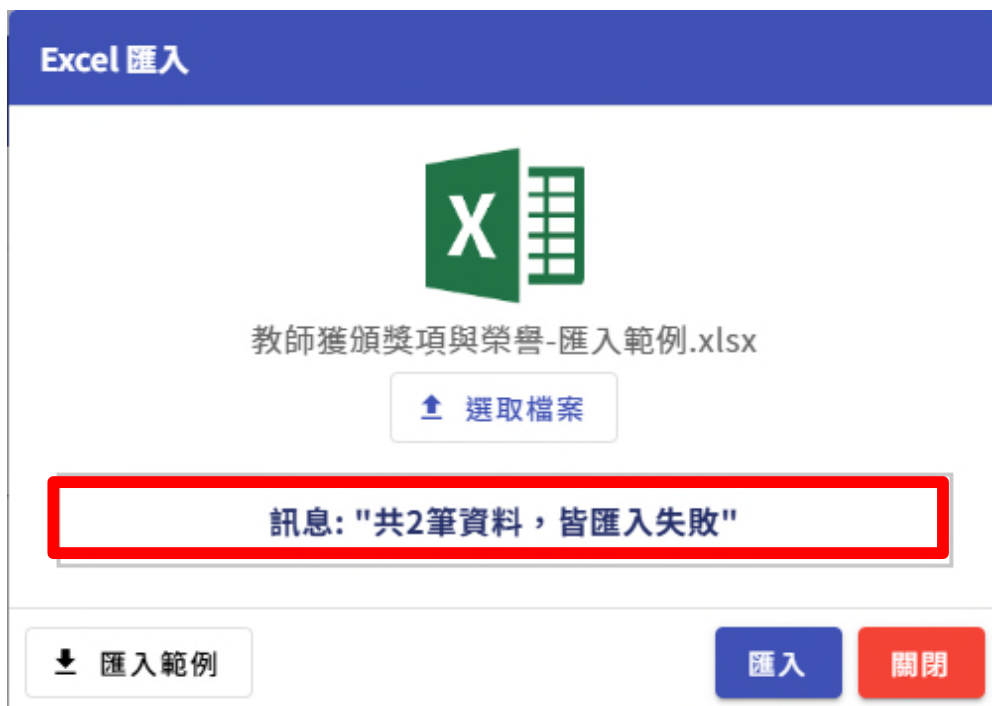 Excel 匯入
X
教師獲頒獎項與榮譽-匯入範例.xlsx
選取檔案
訊息: "共2筆資料，皆匯入失敗"
匯入範例
匯入
關閉